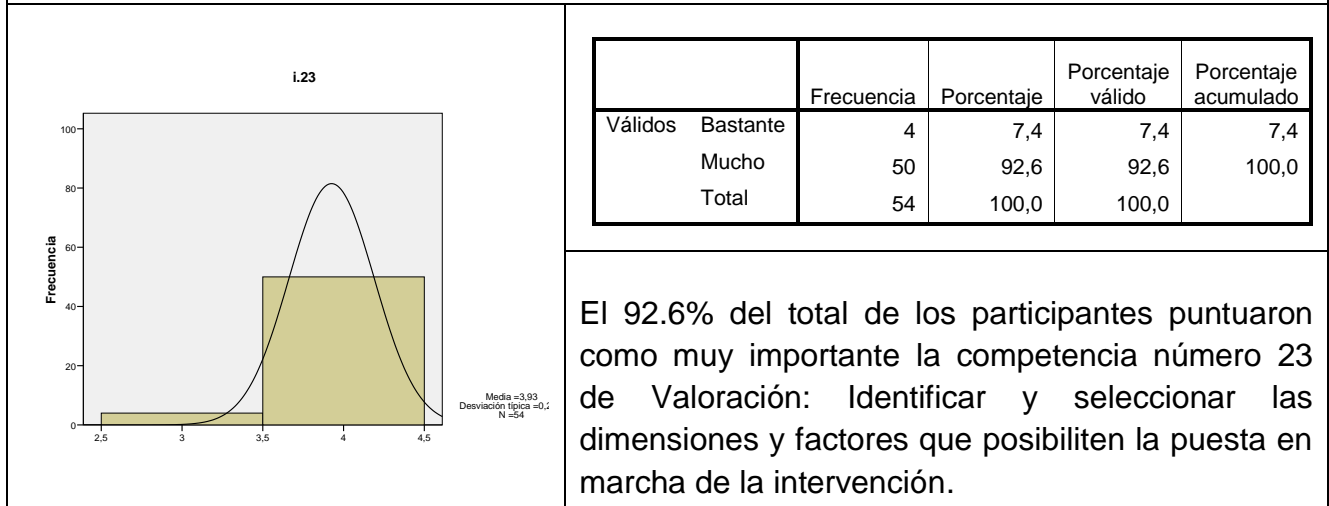 i.23
100
80
60
40
20
0
Frecuencia
2,5 3 3,5 4 4,5
Media =3,93
Desviación típica =0,2
N =54
Frecuencia Porcentaje Porcentaje válido Porcentaje acumulado
Válidos Bastante 4 7,4 7,4 7,4
Mucho 50 92,6 92,6 100,0
Total 54 100,0 100,0
El 92.6% del total de los participantes puntuaron
como muy importante la competencia número 23
de Valoración: Identificar y seleccionar las
dimensiones y factores que posibiliten la puesta en
marcha de la intervención.